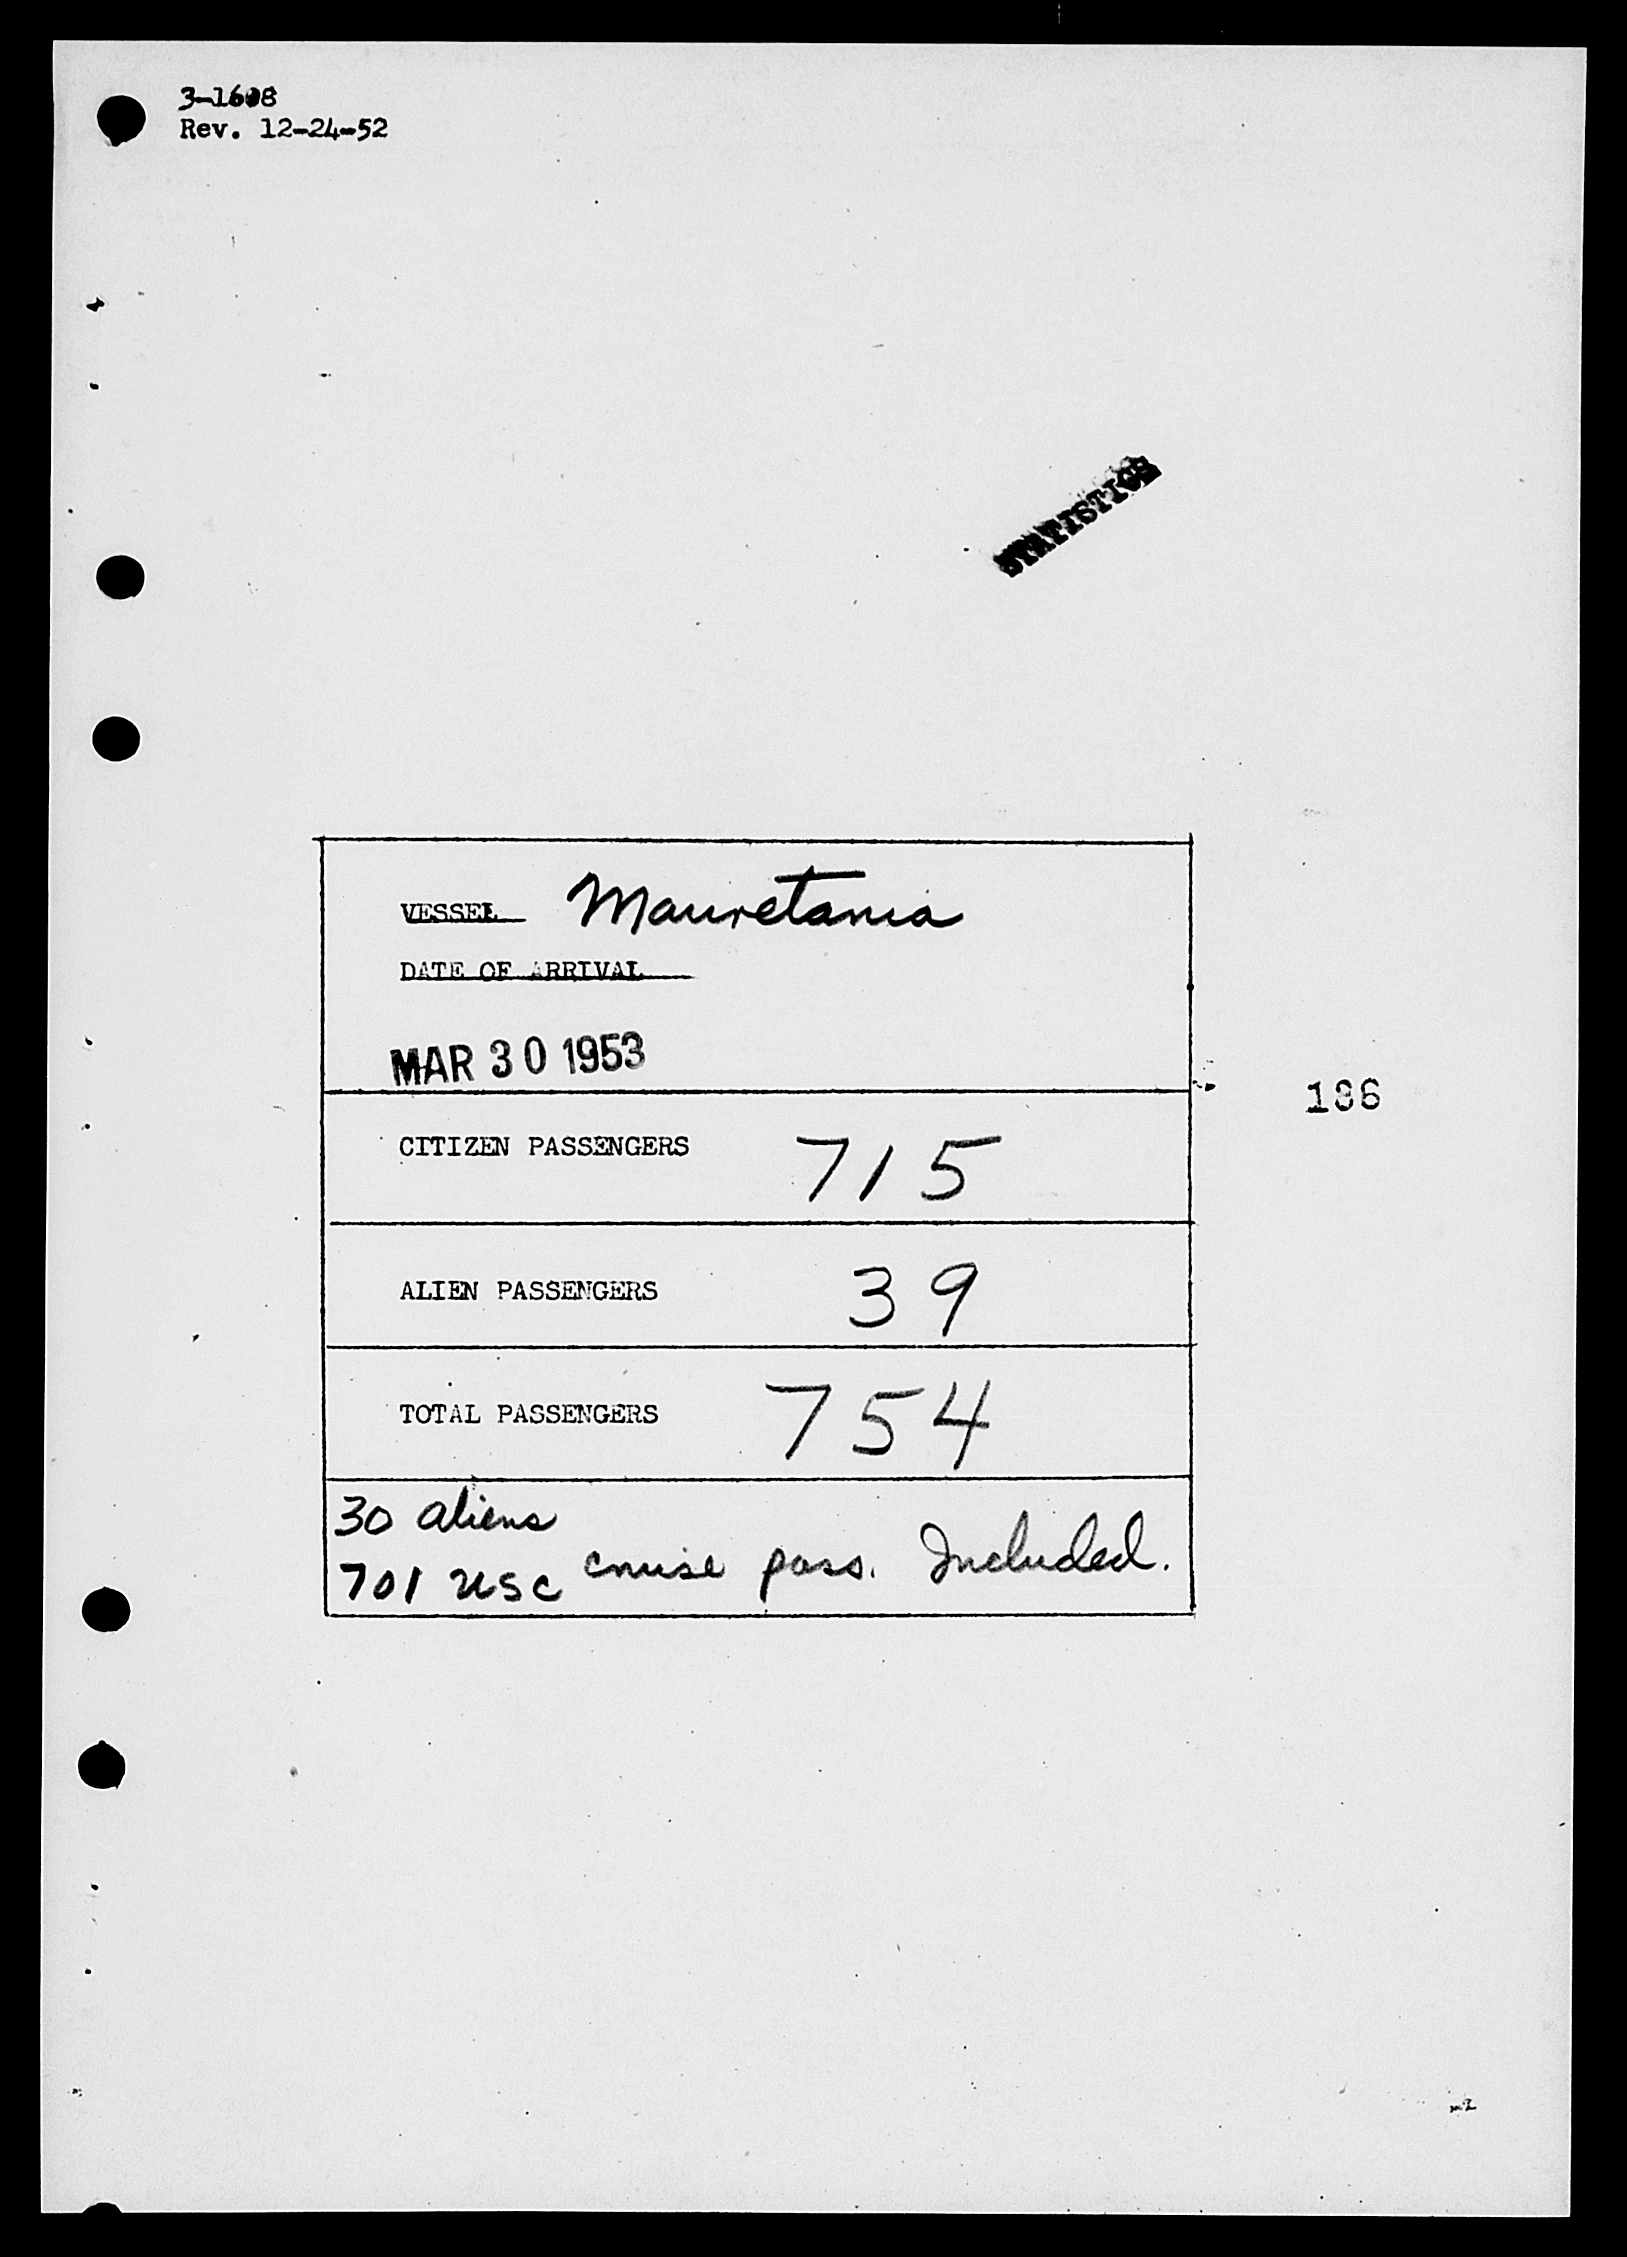 3-1608
Rev. 12-24-52
STATISTICS
VESSEL Mauretania
DATE OF ARRIVAL
MAR 30 1953
186
CITIZEN PASSENGERS 715
ALIEN PASSENGERS 39
TOTAL PASSENGERS 754
30 aliens
701 USC cruise pass. Included.